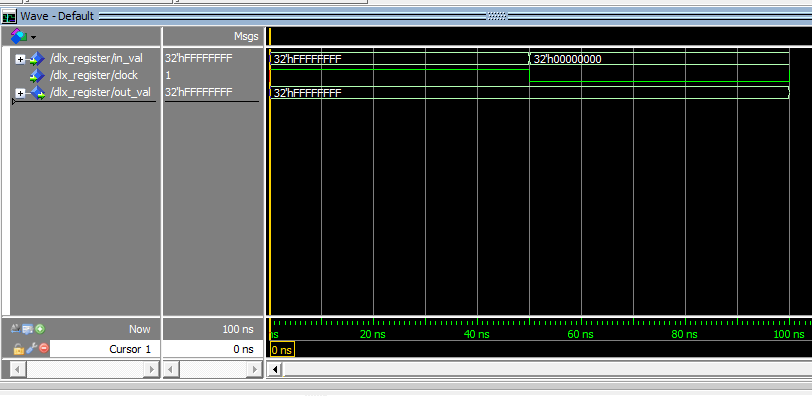 Wave - Default
Msgs
/dlx_register/in_val 32'hFFFFFFFF 32'hFFFFFFFF 32'h00000000
/dlx_register/clock 1
/dlx_register/out_val 32'hFFFFFFFF 32'hFFFFFFFF
Now 100 ns ns 20 ns 40 ns 60 ns 80 ns 100 ns
Cursor 1 0 ns 0 ns